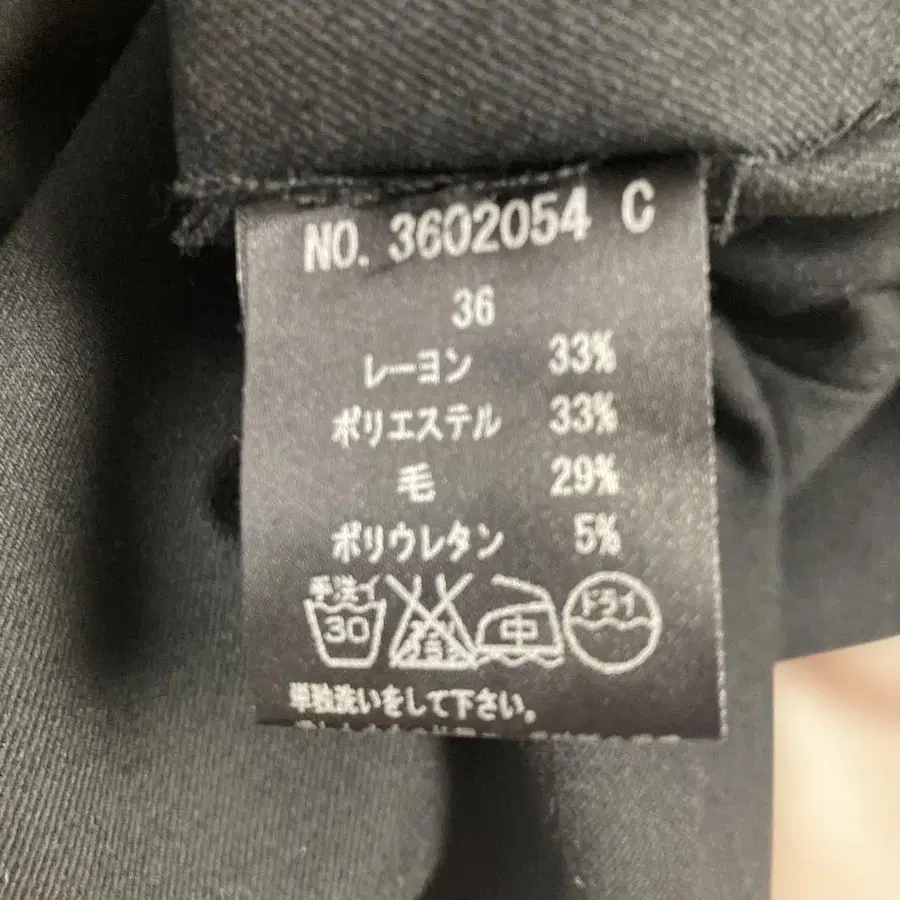 NO. 3602054 C
36
レーヨン 33%
ポリエステル 33%
毛 29%
ポリウレタン 5%
手洗イ 30 中 ドライ
単独洗いをして下さい。